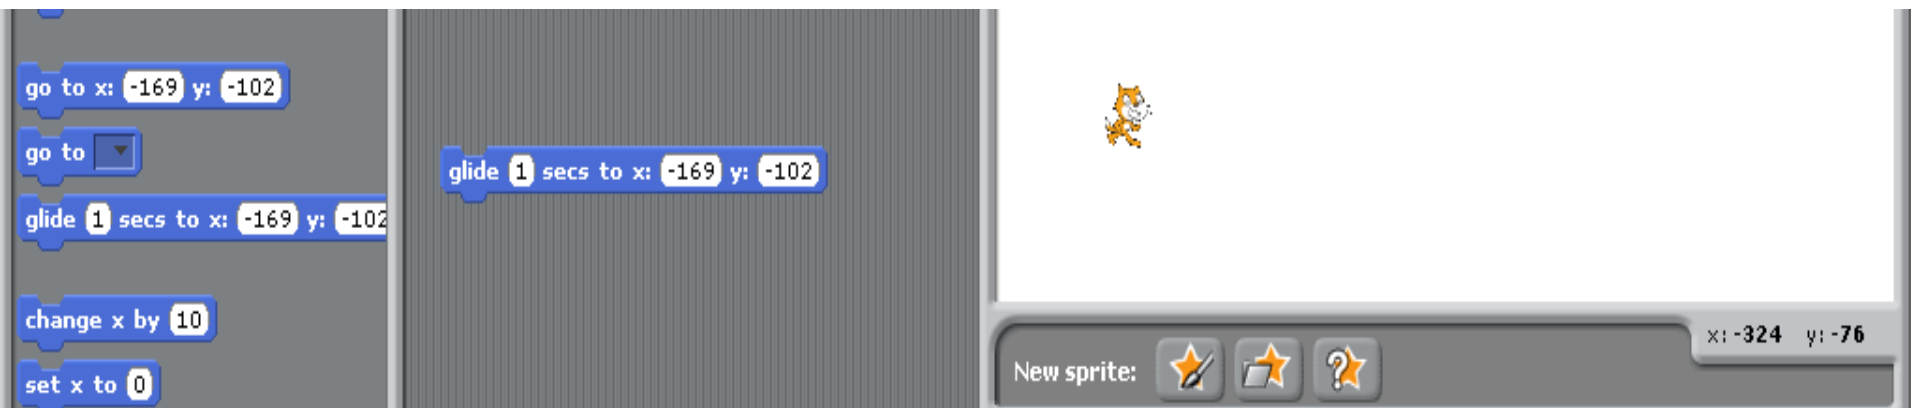 go to x: -169 y: -102
go to
glide 1 secs to x: -169 y: -102
change x by 10
set x to 0
glide 1 secs to x: -169 y: -102
x: -324 y: -76
New sprite: